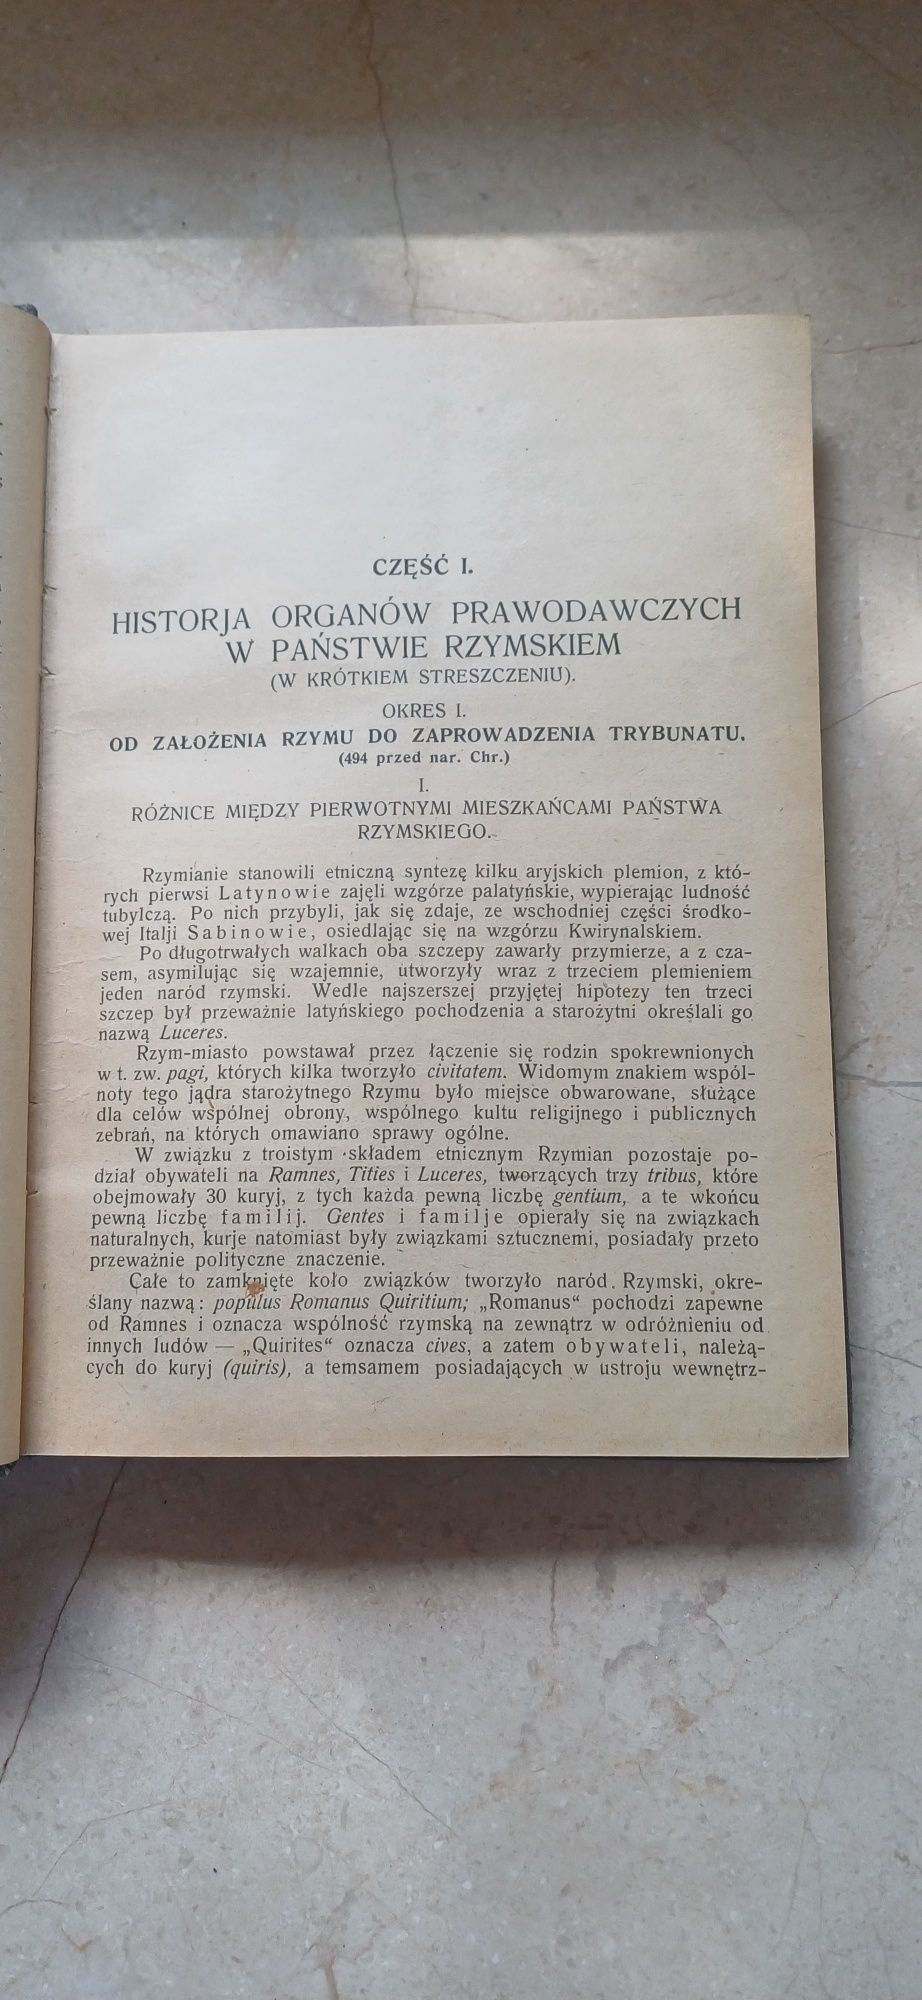 CZĘŚĆ I.
HISTORJA ORGANÓW PRAWODAWCZYCH
W PAŃSTWIE RZYMSKIEM
(W KRÓTKIEM STRESZCZENIU).
OKRES I.
OD ZAŁOŻENIA RZYMU DO ZAPROWADZENIA TRYBUNATU.
(494 przed nar. Chr.)
I.
RÓŻNICE MIĘDZY PIERWOTNYMI MIESZKAŃCAMI PAŃSTWA
RZYMSKIEGO.
Rzymianie stanowili etniczną syntezę kilku aryjskich plemion, z któ-
rych pierwsi Latynowie zajęli wzgórze palatyńskie, wypierając ludność
tubylczą. Po nich przybyli, jak się zdaje, ze wschodniej części środko-
wej Italji Sabinowie, osiedlając się na wzgórzu Kwirynalskiem.
Po długotrwałych walkach oba szczepy zawarły przymierze, a z cza-
sem, asymilując się wzajemnie, utworzyły wraz z trzeciem plemieniem
jeden naród rzymski. Wedle najszerszej przyjętej hipotezy ten trzeci
szczep był przeważnie latyńskiego pochodzenia a starożytni określali go
nazwą Luceres.
Rzym-miasto powstawał przez łączenie się rodzin spokrewnionych
w t. zw. pagi, których kilka tworzyło civitatem. Widomym znakiem wspól-
noty tego jądra starożytnego Rzymu było miejsce obwarowane, służące
dla celów wspólnej obrony, wspólnego kultu religijnego i publicznych
zebrań, na których omawiano sprawy ogólne.
W związku z troistym składem etnicznym Rzymian pozostaje po-
dział obywateli na Ramnes, Tities i Luceres, tworzących trzy tribus, które
obejmowały 30 kuryj, z tych każda pewną liczbę gentium, a te wkońcu
pewną liczbę familij. Gentes i familje opierały się na związkach
naturalnych, kurje natomiast były związkami sztucznemi, posiadały przeto
przeważnie polityczne znaczenie.
Całe to zamknięte koło związków tworzyło naród Rzymski, okre-
ślany nazwą: populus Romanus Quiritium; „Romanus“ pochodzi zapewne
od Ramnes i oznacza wspólność rzymską na zewnątrz w odróżnieniu od
innych ludów — „Quirites“ oznacza cives, a zatem obywateli, należą-
cych do kuryj (quiris), a temsamem posiadających w ustroju wewnętrz-